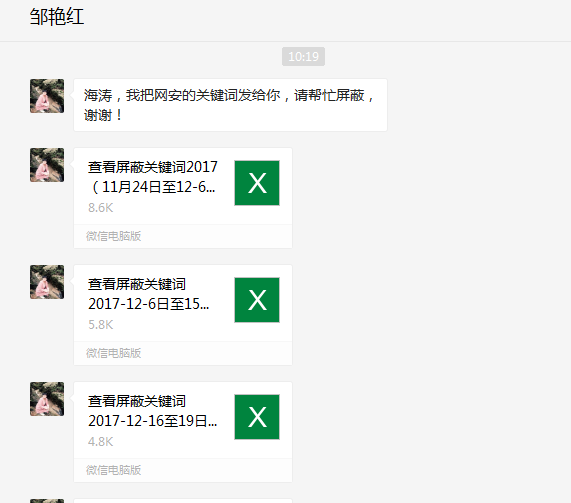 邹艳红
10:19
海涛，我把网安的关键词发给你，请帮忙屏蔽，
谢谢！
查看屏蔽关键词2017
（11月24日至12-6...
8.6K
微信电脑版
查看屏蔽关键词
2017-12-6日至15...
5.8K
微信电脑版
查看屏蔽关键词
2017-12-16至19日...
4.8K
微信电脑版